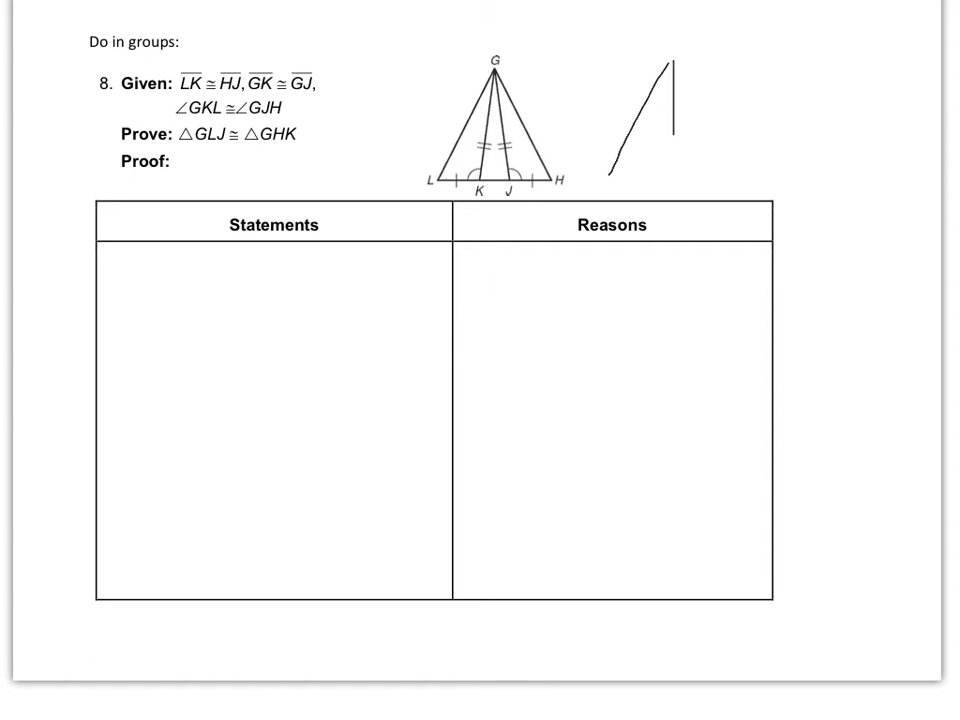 Do in groups:
8. Given: LK ≅ HJ, GK ≅ GJ,
∠GKL ≅∠GJH
Prove: △GLJ ≅ △GHK
Proof:
G
L
K
J
H
Statements
Reasons